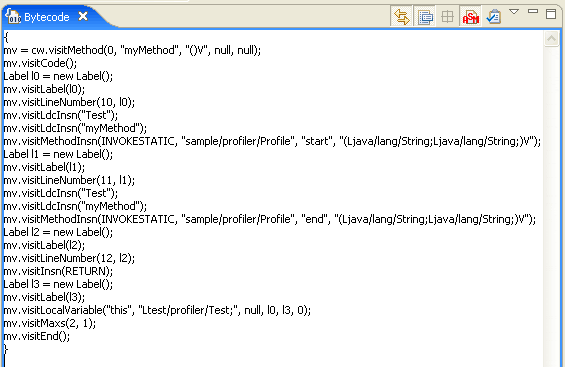 Bytecode
{
mv = cw.visitMethod(0, "myMethod", "()V", null, null);
mv.visitCode();
Label l0 = new Label();
mv.visitLabel(l0);
mv.visitLineNumber(10, l0);
mv.visitLdcInsn("Test");
mv.visitLdcInsn("myMethod");
mv.visitMethodInsn(INVOKESTATIC, "sample/profiler/Profile", "start", "(Ljava/lang/String;Ljava/lang/String;)V");
Label l1 = new Label();
mv.visitLabel(l1);
mv.visitLineNumber(11, l1);
mv.visitLdcInsn("Test");
mv.visitLdcInsn("myMethod");
mv.visitMethodInsn(INVOKESTATIC, "sample/profiler/Profile", "end", "(Ljava/lang/String;Ljava/lang/String;)V");
Label l2 = new Label();
mv.visitLabel(l2);
mv.visitLineNumber(12, l2);
mv.visitInsn(RETURN);
Label l3 = new Label();
mv.visitLabel(l3);
mv.visitLocalVariable("this", "Ltest/profiler/Test;", null, l0, l3, 0);
mv.visitMaxs(2, 1);
mv.visitEnd();
}